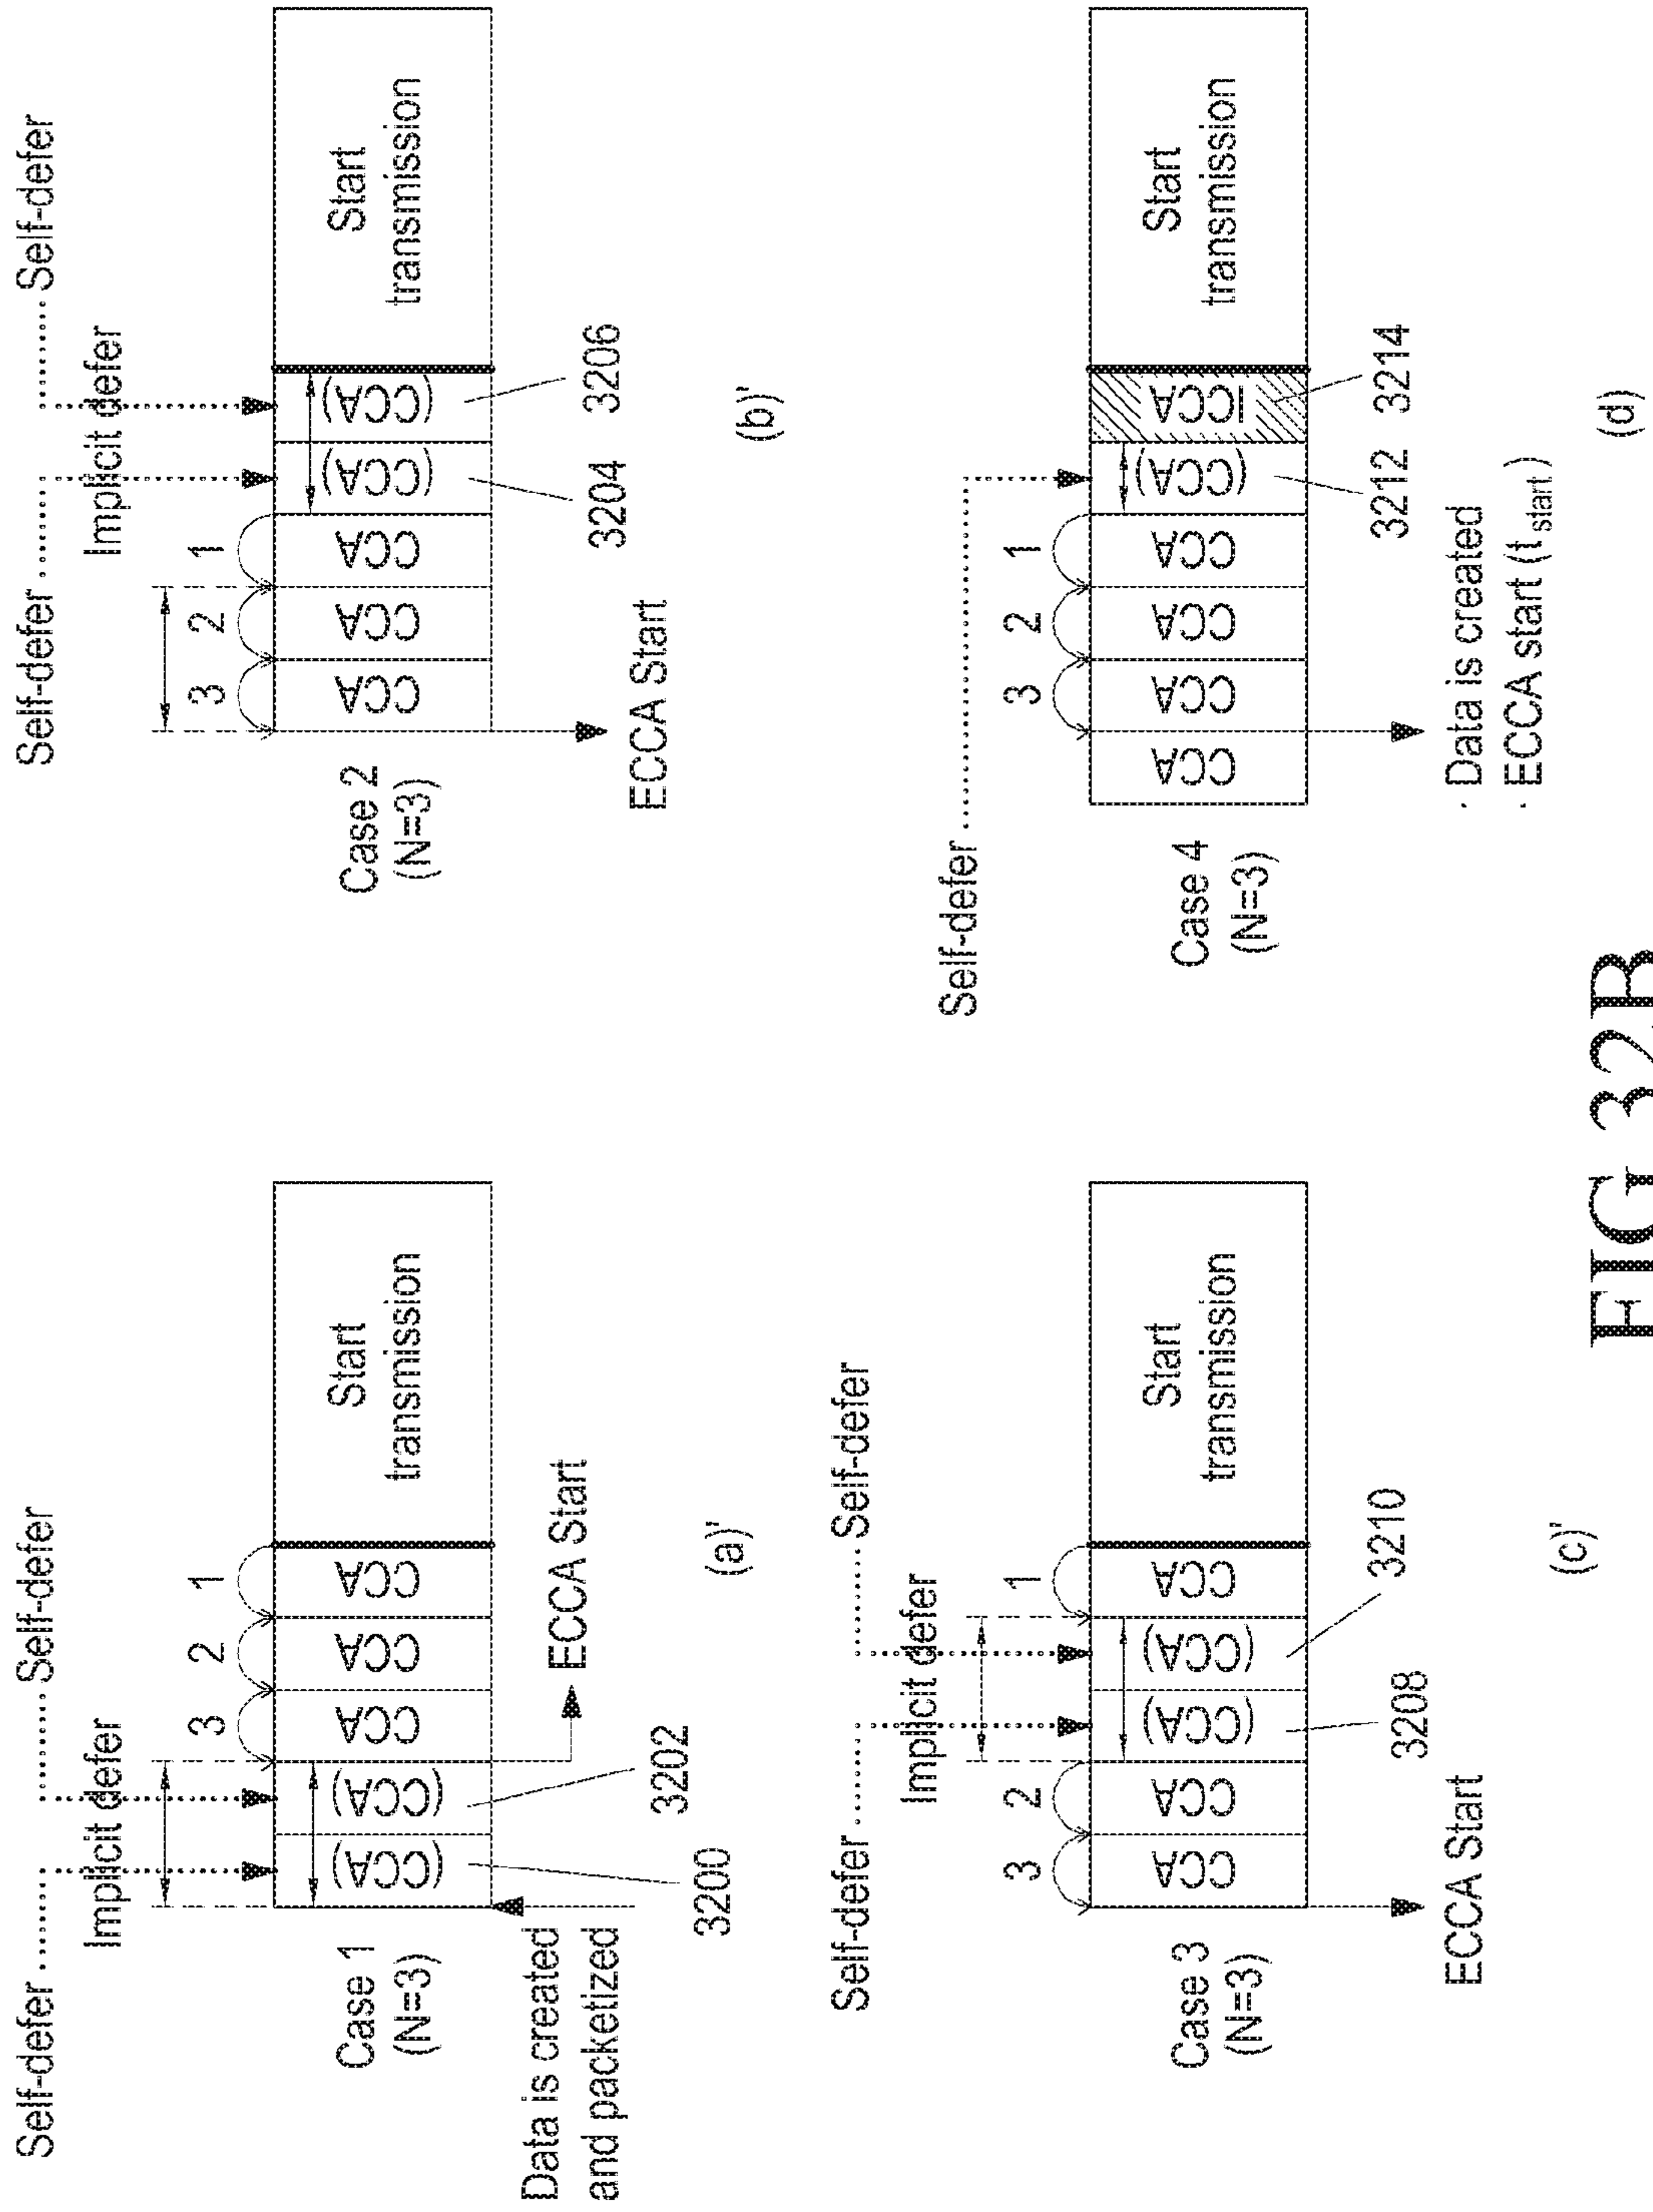 Self-defer
Self-defer
Implicit defer
3
2
1
Case 1
(N=3)
(CCA)
(CCA)
CCA
CCA
CCA
Start
transmission
Data is created
and packetized
ECCA Start
3200
3202
(a)'
Self-defer
Self-defer
Implicit defer
3
2
1
Case 2
(N=3)
CCA
CCA
CCA
(CCA)
(CCA)
Start
transmission
ECCA Start
3204
3206
(b)'
Self-defer
Self-defer
Implicit defer
3
2
1
Case 3
(N=3)
CCA
CCA
(CCA)
(CCA)
CCA
Start
transmission
ECCA Start
3208
3210
(c)'
Self-defer
3
2
1
Case 4
(N=3)
CCA
CCA
CCA
CCA
(CCA)
ICCA
Start
transmission
3212
3214
· Data is created
· ECCA start (tstart)
(d)
FIG 32B